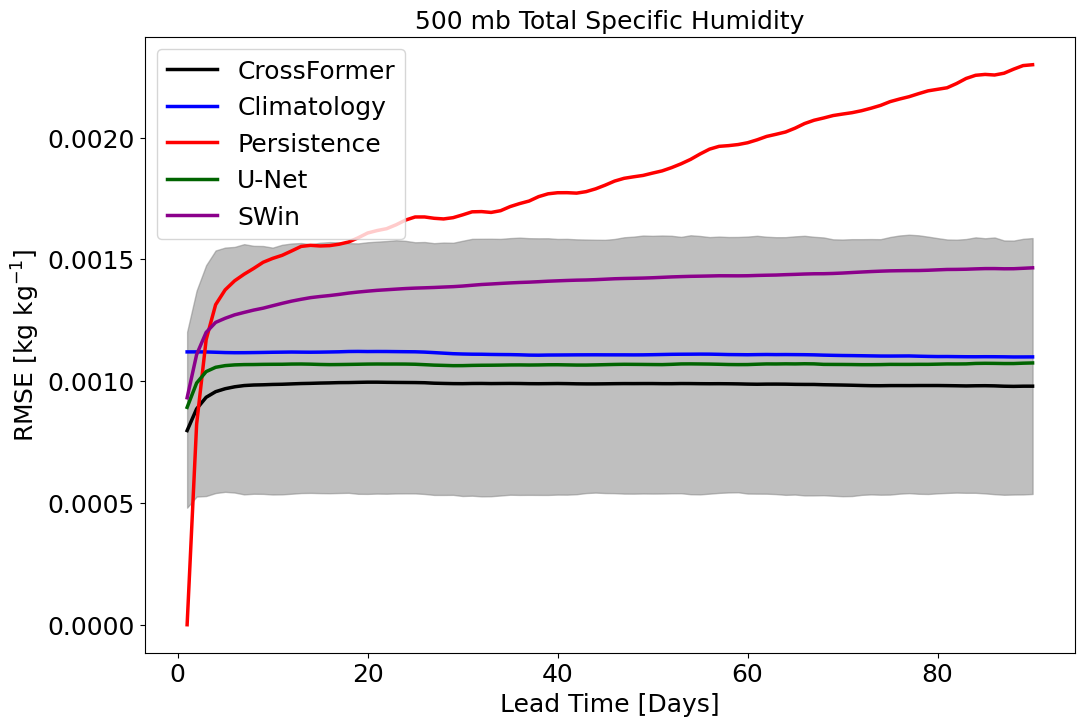 500 mb Total Specific Humidity
CrossFormer
Climatology
Persistence
U-Net
SWin
RMSE [kg kg⁻¹]
0.0020
0.0015
0.0010
0.0005
0.0000
0 20 40 60 80
Lead Time [Days]